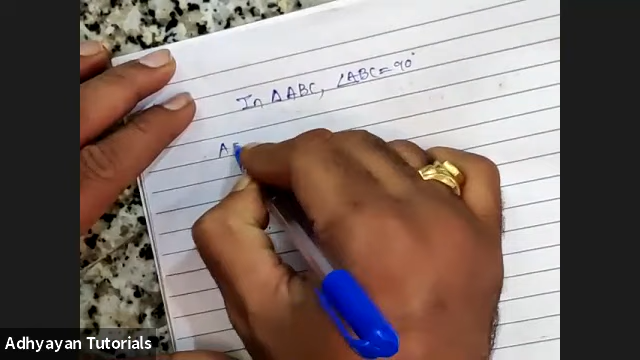 In ΔABC, ∠ABC=90°
A
Adhyayan Tutorials